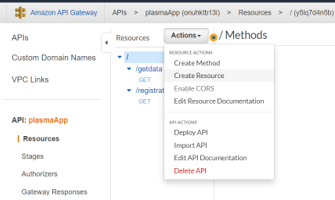 Amazon API Gateway APIs > plasmaApp (onuhktb13l) > Resources > / (y5lq7d4n5b)
APIs
Custom Domain Names
VPC Links
API: plasmaApp
Resources
Stages
Authorizers
Gateway Responses
Resources Actions / Methods
/
/getdata
GET
/registrat
GET
RESOURCE ACTIONS
Create Method
Create Resource
Enable CORS
Edit Resource Documentation
API ACTIONS
Deploy API
Import API
Edit API Documentation
Delete API